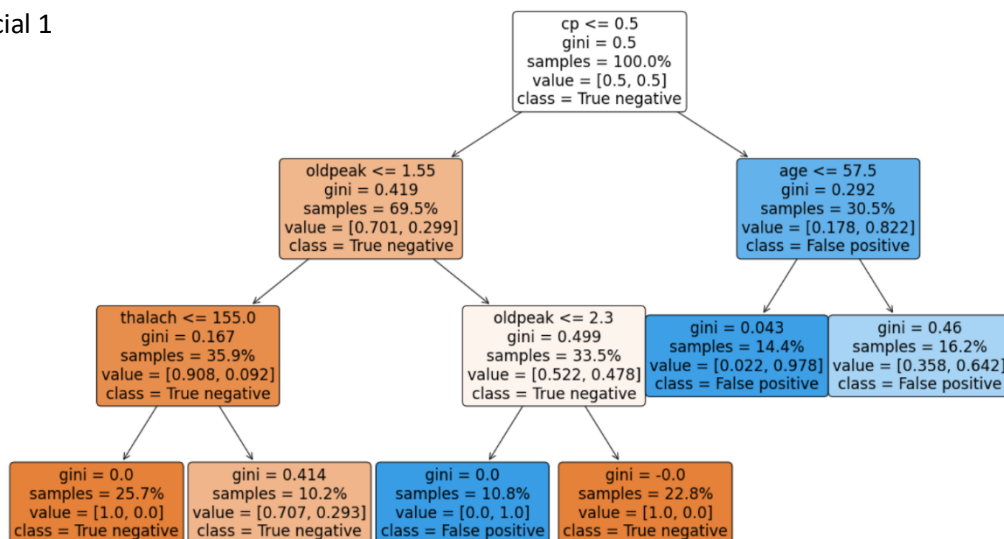 cial 1
cp <= 0.5
gini = 0.5
samples = 100.0%
value = [0.5, 0.5]
class = True negative
oldpeak <= 1.55
gini = 0.419
samples = 69.5%
value = [0.701, 0.299]
class = True negative
age <= 57.5
gini = 0.292
samples = 30.5%
value = [0.178, 0.822]
class = False positive
thalach <= 155.0
gini = 0.167
samples = 35.9%
value = [0.908, 0.092]
class = True negative
oldpeak <= 2.3
gini = 0.499
samples = 33.5%
value = [0.522, 0.478]
class = True negative
gini = 0.043
samples = 14.4%
value = [0.022, 0.978]
class = False positive
gini = 0.46
samples = 16.2%
value = [0.358, 0.642]
class = False positive
gini = 0.0
samples = 25.7%
value = [1.0, 0.0]
class = True negative
gini = 0.414
samples = 10.2%
value = [0.707, 0.293]
class = True negative
gini = 0.0
samples = 10.8%
value = [0.0, 1.0]
class = False positive
gini = -0.0
samples = 22.8%
value = [1.0, 0.0]
class = True negative